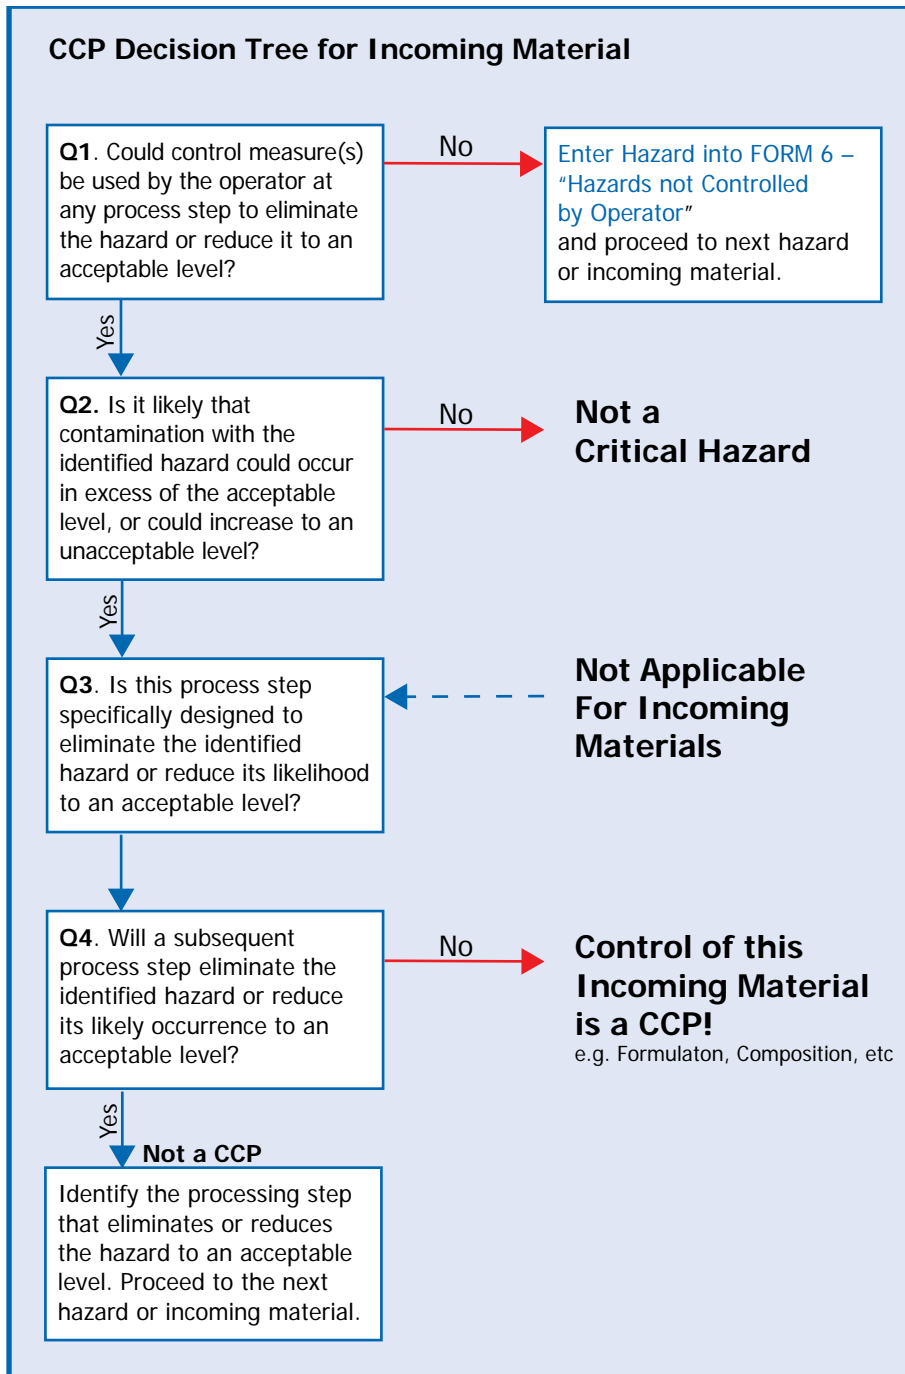 CCP Decision Tree for Incoming Material
Q1. Could control measure(s)
be used by the operator at
any process step to eliminate
the hazard or reduce it to an
acceptable level?
No
Enter Hazard into FORM 6 –
“Hazards not Controlled
by Operator”
and proceed to next hazard
or incoming material.
Yes
Q2. Is it likely that
contamination with the
identified hazard could occur
in excess of the acceptable
level, or could increase to an
unacceptable level?
No
Not a
Critical Hazard
Yes
Q3. Is this process step
specifically designed to
eliminate the identified
hazard or reduce its likelihood
to an acceptable level?
Not Applicable
For Incoming
Materials
Q4. Will a subsequent
process step eliminate the
identified hazard or reduce
its likely occurrence to an
acceptable level?
No
Control of this
Incoming Material
is a CCP!
e.g. Formulaton, Composition, etc
Yes
Not a CCP
Identify the processing step
that eliminates or reduces
the hazard to an acceptable
level. Proceed to the next
hazard or incoming material.